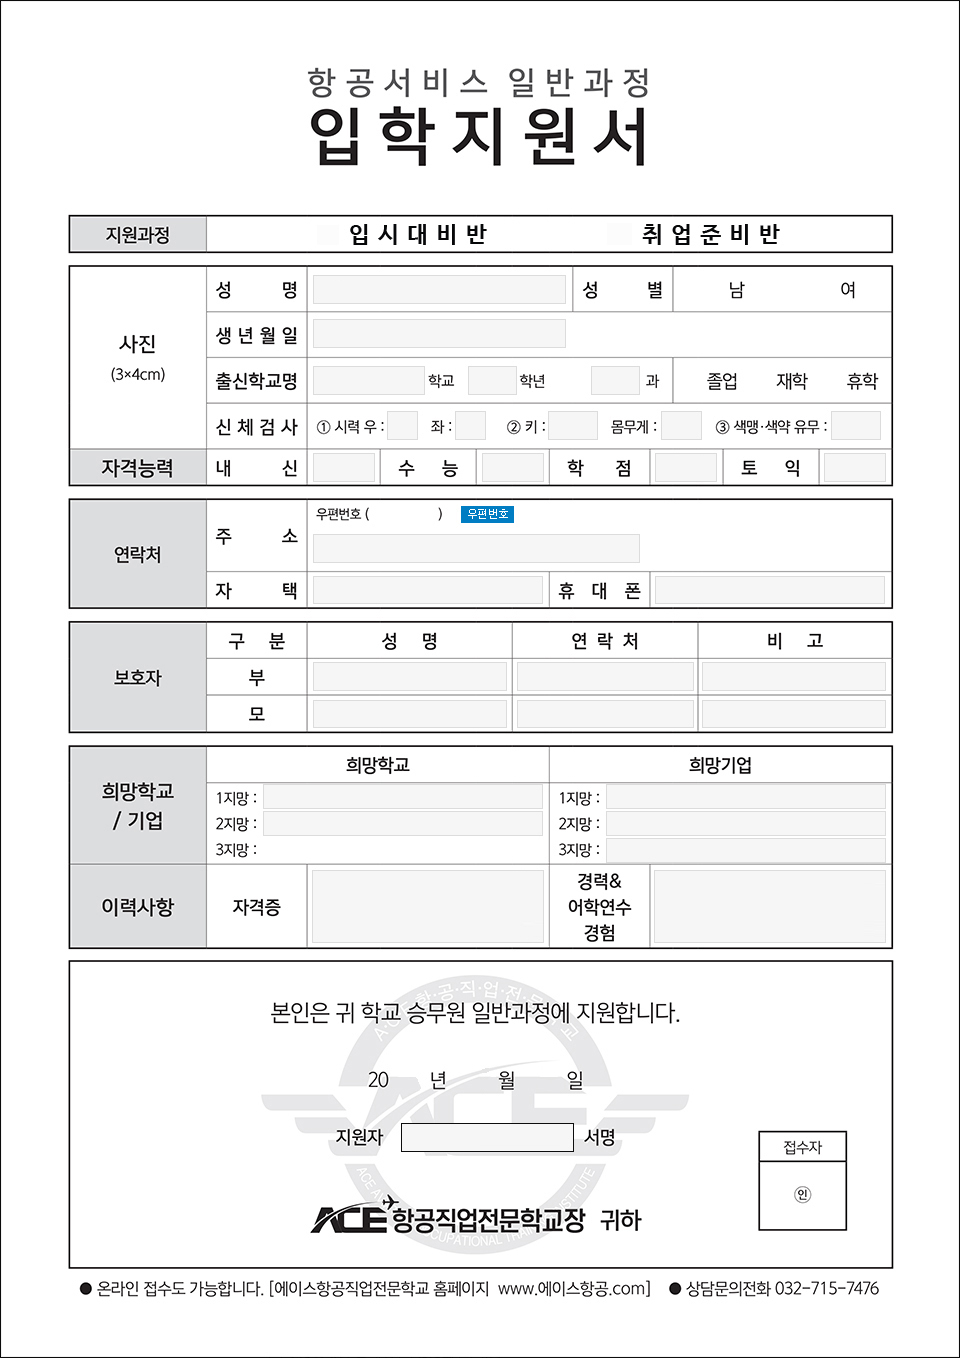 항공서비스 일반과정
입학지원서
지원과정 입시대비반 취업준비반
사진
(3×4cm)
성 명 성 별 남 여
생년월일
출신학교명 학교 학년 과 졸업 재학 휴학
신체검사 ① 시력 우 : 좌 : ② 키 : 몸무게 : ③ 색맹·색약 유무 :
자격능력 내 신 수 능 학 점 토 익
연락처
주 소 우편번호 ( ) 우편번호
자 택 휴 대 폰
보호자
구 분 성 명 연 락 처 비 고
부
모
희망학교
/ 기업
희망학교 희망기업
1지망 : 1지망 :
2지망 : 2지망 :
3지망 : 3지망 :
이력사항 자격증
경력&
어학연수
경험
A·C·E·항·공·직·업·전·문·학·교
본인은 귀 학교 승무원 일반과정에 지원합니다.
20 년 월 일
ACE
지원자 서명
접수자
인
ACE 항공직업전문학교장 귀하
● 온라인 접수도 가능합니다. [에이스항공직업전문학교 홈페이지 www.에이스항공.com] ● 상담문의전화 032-715-7476